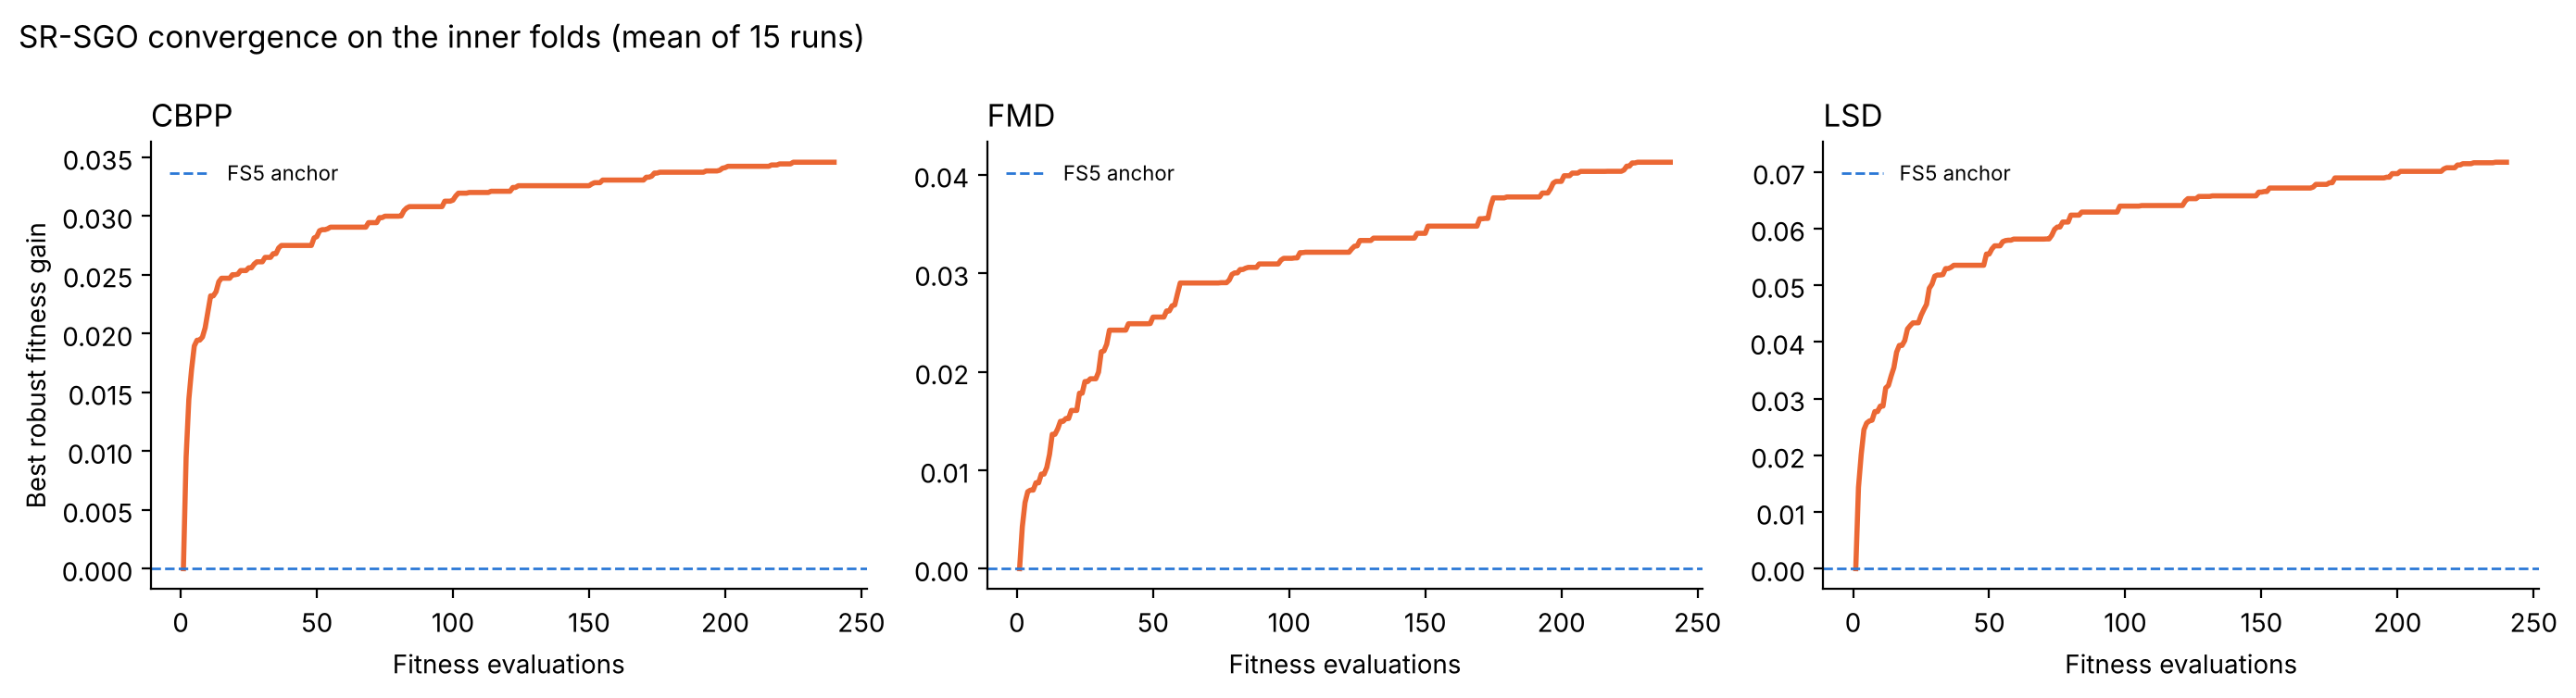 SR-SGO convergence on the inner folds (mean of 15 runs)
CBPP
FS5 anchor
Best robust fitness gain
0.035
0.030
0.025
0.020
0.015
0.010
0.005
0.000
0 50 100 150 200 250
Fitness evaluations
FMD
FS5 anchor
0.04
0.03
0.02
0.01
0.00
0 50 100 150 200 250
Fitness evaluations
LSD
FS5 anchor
0.07
0.06
0.05
0.04
0.03
0.02
0.01
0.00
0 50 100 150 200 250
Fitness evaluations